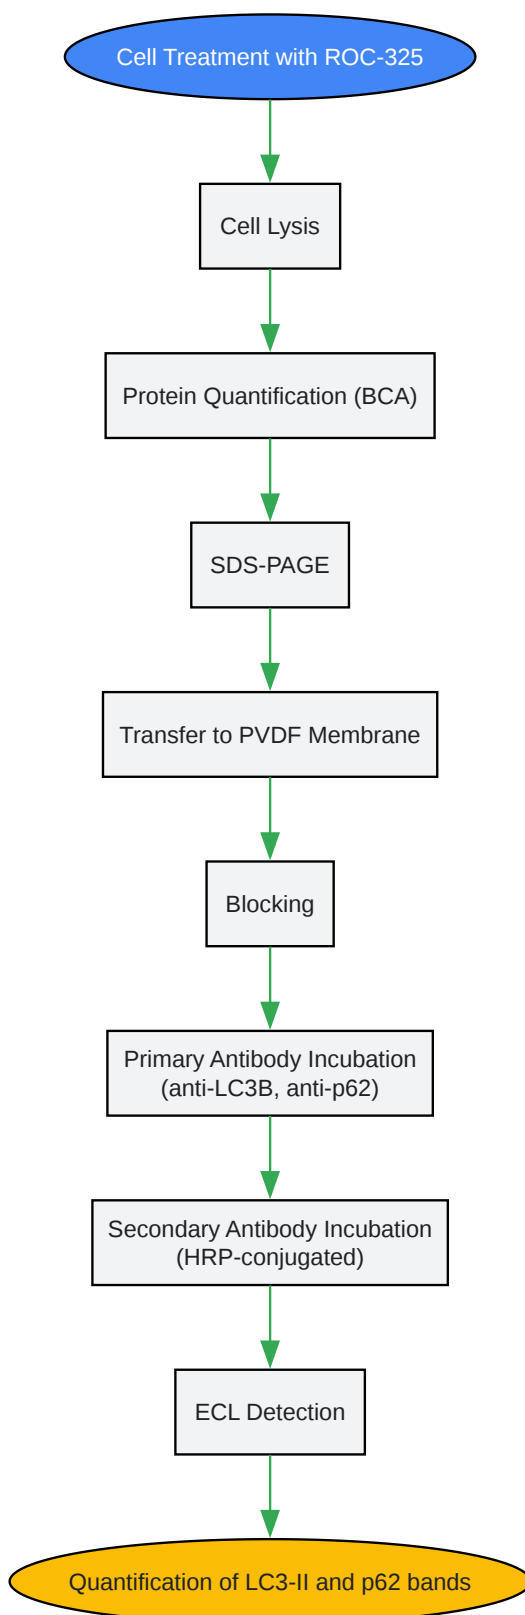 Cell Treatment with ROC-325
Cell Lysis
Protein Quantification (BCA)
SDS-PAGE
Transfer to PVDF Membrane
Blocking
Primary Antibody Incubation
(anti-LC3B, anti-p62)
Secondary Antibody Incubation
(HRP-conjugated)
ECL Detection
Quantification of LC3-II and p62 bands